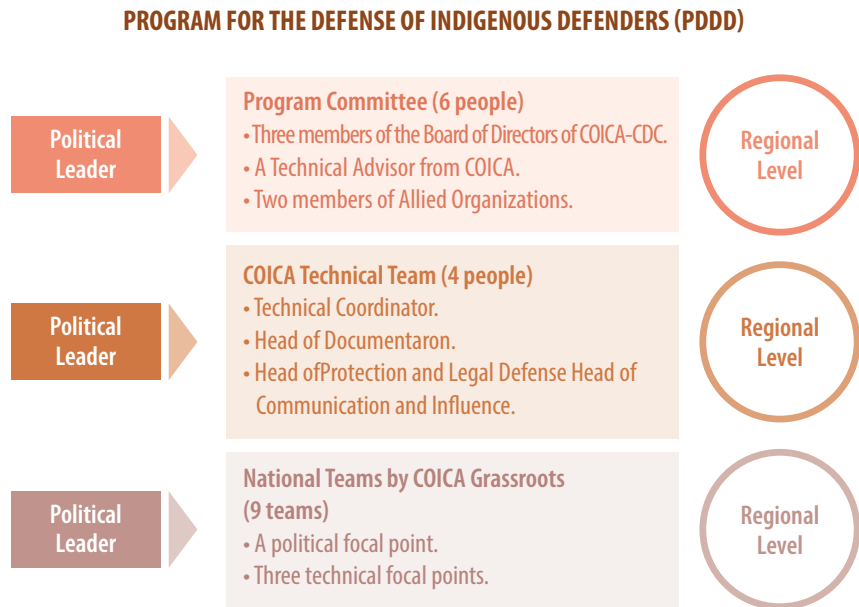 PROGRAM FOR THE DEFENSE OF INDIGENOUS DEFENDERS (PDDD)
Political
Leader
Program Committee (6 people)
• Three members of the Board of Directors of COICA-CDC.
• A Technical Advisor from COICA.
• Two members of Allied Organizations.
Regional
Level
Political
Leader
COICA Technical Team (4 people)
• Technical Coordinator.
• Head of Documentaron.
• Head ofProtection and Legal Defense Head of
Communication and Influence.
Regional
Level
Political
Leader
National Teams by COICA Grassroots
(9 teams)
• A political focal point.
• Three technical focal points.
Regional
Level